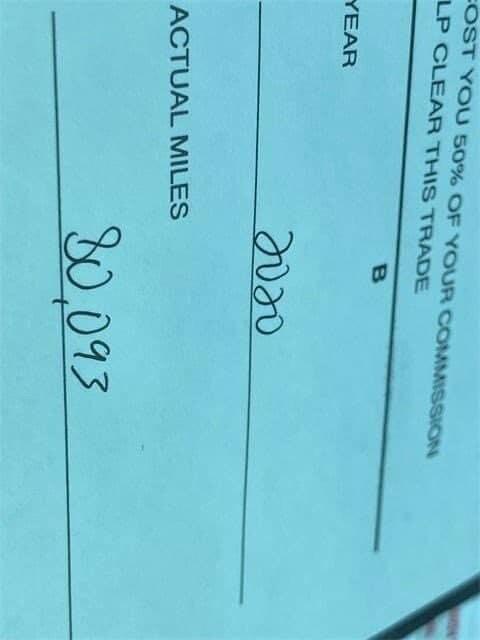 COST YOU 50% OF YOUR COMMISSION
LP CLEAR THIS TRADE
B
YEAR
2020
ACTUAL MILES
80,093